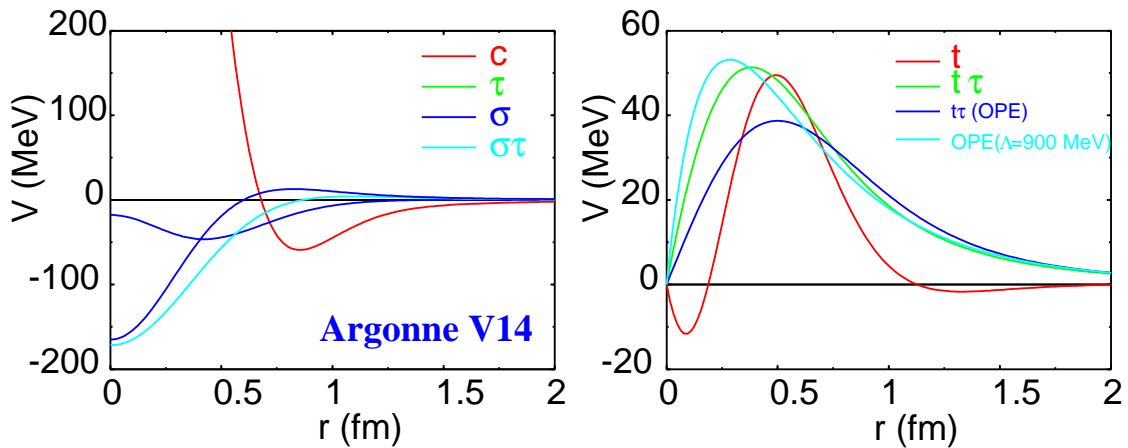 200
100
0
-100
-200
V (MeV)
c
τ
σ
στ
Argonne V14
0
0.5
1
1.5
2
r (fm)
60
40
20
0
-20
V (MeV)
t
t τ
tτ (OPE)
OPE(Λ=900 MeV)
0
0.5
1
1.5
2
r (fm)